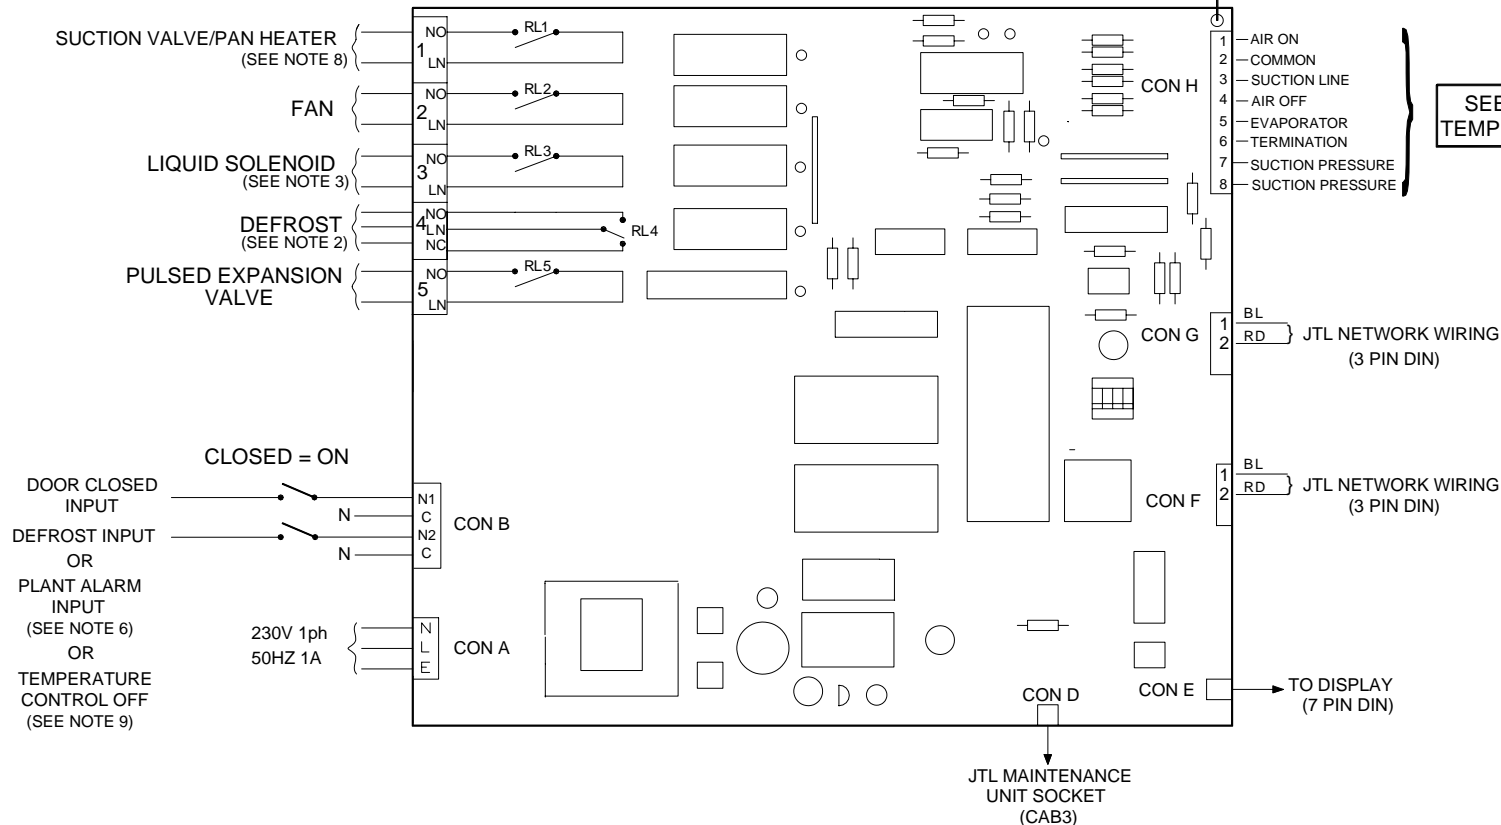 SUCTION VALVE/PAN HEATER
(SEE NOTE 8)
NO
1
LN
RL1
FAN
NO
2
LN
RL2
LIQUID SOLENOID
(SEE NOTE 3)
NO
3
LN
RL3
DEFROST
(SEE NOTE 2)
NO
4
LN
NC
RL4
PULSED EXPANSION
VALVE
NO
5
LN
RL5
CLOSED = ON
DOOR CLOSED
INPUT
N
DEFROST INPUT
N
OR
PLANT ALARM
INPUT
(SEE NOTE 6)
OR
TEMPERATURE
CONTROL OFF
(SEE NOTE 9)
N1
C
N2
C
CON B
230V 1ph
50HZ 1A
N
L
E
CON A
CON H
1 AIR ON
2 COMMON
3 SUCTION LINE
4 AIR OFF
5 EVAPORATOR
6 TERMINATION
7 SUCTION PRESSURE
8 SUCTION PRESSURE
SEE
TEMP
CON G
1 BL
2 RD
JTL NETWORK WIRING
(3 PIN DIN)
CON F
1 BL
2 RD
JTL NETWORK WIRING
(3 PIN DIN)
CON E
TO DISPLAY
(7 PIN DIN)
CON D
JTL MAINTENANCE
UNIT SOCKET
(CAB3)